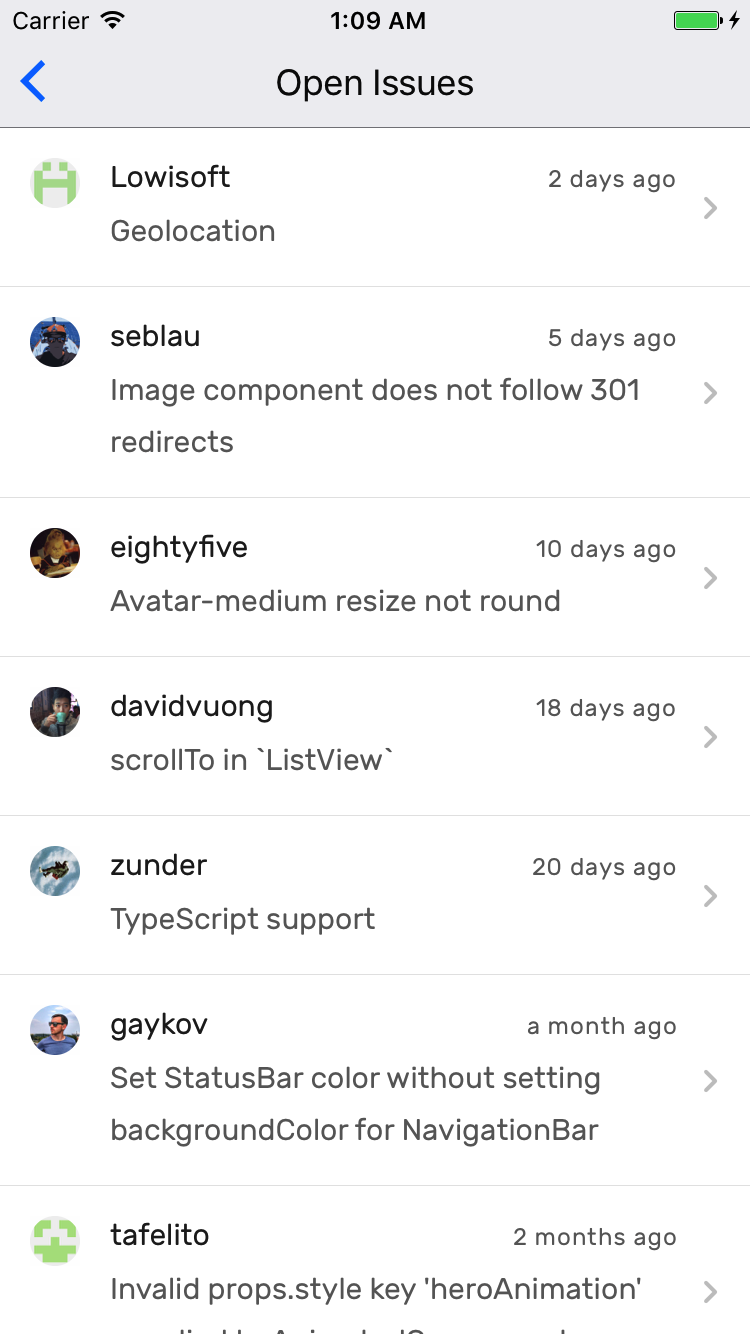 Carrier 1:09 AM
Open Issues
Lowisoft 2 days ago
Geolocation
seblau 5 days ago
Image component does not follow 301
redirects
eightyfive 10 days ago
Avatar-medium resize not round
davidvuong 18 days ago
scrollTo in `ListView`
zunder 20 days ago
TypeScript support
gaykov a month ago
Set StatusBar color without setting
backgroundColor for NavigationBar
tafelito 2 months ago
Invalid props.style key 'heroAnimation'